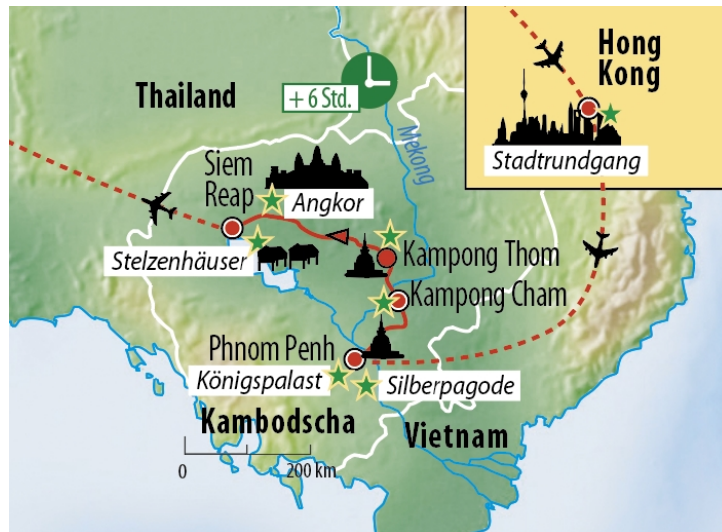 Hong
Kong
Stadtrundgang
Thailand
+ 6 Std.
Mekong
Siem
Reap
Angkor
Stelzenhäuser
Kampong Thom
Kampong Cham
Phnom Penh
Königspalast
Silberpagode
Kambodscha
Vietnam
0
200 km